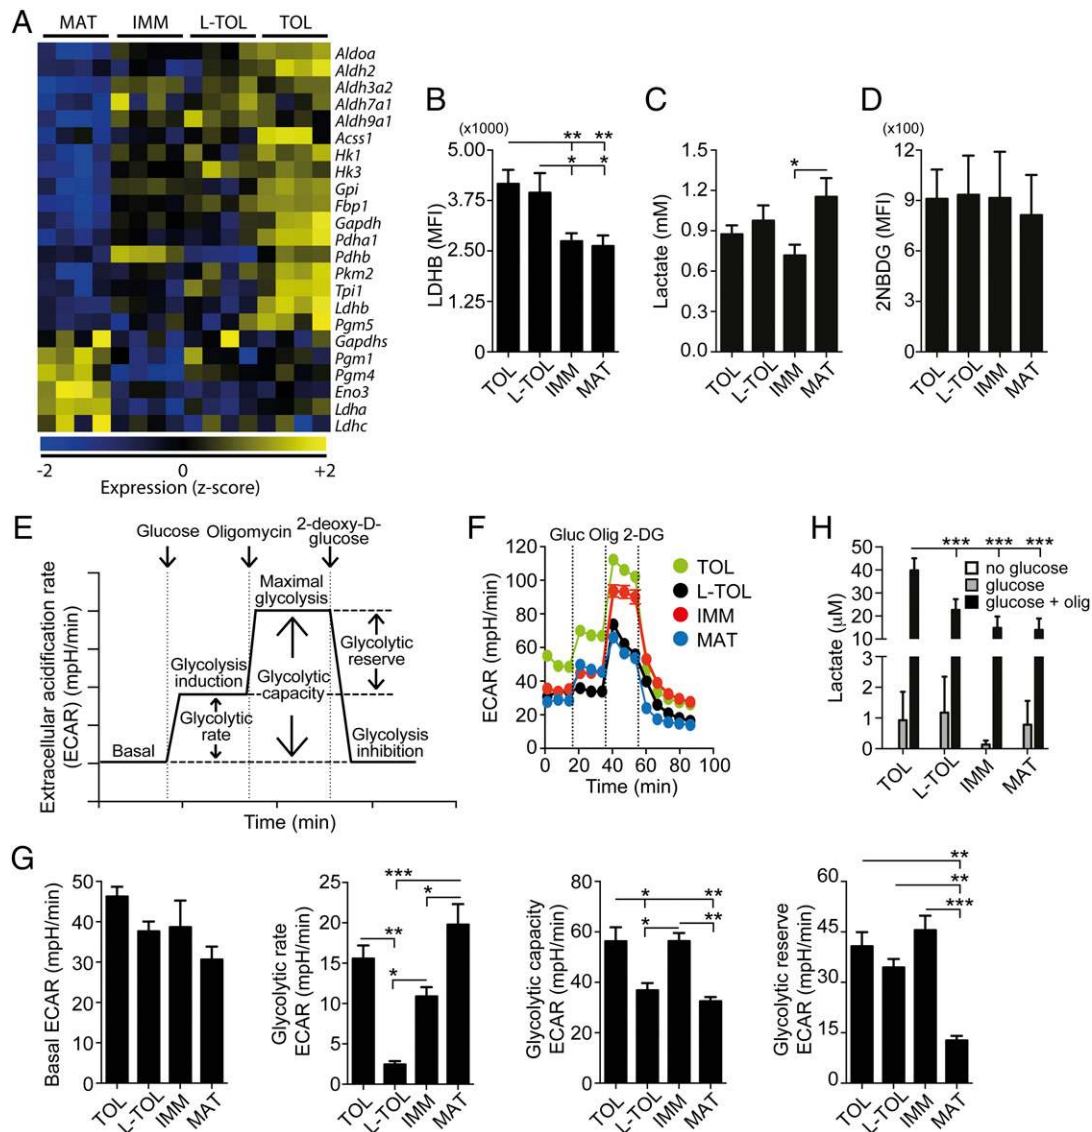 A
MAT IMM L-TOL TOL
Aldoa
Aldh2
Aldh3a2
Aldh7a1
Aldh9a1
Acss1
Hk1
Hk3
Gpi
Fbp1
Gapdh
Pdha1
Pdhb
Pkm2
Tpi1
Ldhb
Pgm5
Gapdhs
Pgm1
Pgm4
Eno3
Ldha
Ldhc
-2 0 +2
Expression (z-score)
B
(x1000)
** **
* *
5.00
3.75
2.50
1.25
0
LDHB (MFI)
TOL L-TOL IMM MAT
C
*
1.5
1.2
0.9
0.6
0.3
0.0
Lactate (mM)
TOL L-TOL IMM MAT
D
(x100)
12
9
6
3
0
2NBDG (MFI)
TOL L-TOL IMM MAT
E
Glucose Oligomycin 2-deoxy-D-
glucose
Extracellular acidification rate
(ECAR) (mpH/min)
Maximal
glycolysis
Glycolysis
induction
Glycolytic
reserve
Glycolytic
capacity
Glycolytic
rate
Basal
Glycolysis
inhibition
Time (min)
F
Gluc Olig 2-DG
120
100
80
60
40
20
0
ECAR (mpH/min)
TOL
L-TOL
IMM
MAT
0 20 40 60 80 100
Time (min)
H
*** *** ***
no glucose
glucose
glucose + olig
50
40
30
20
10
2
1
0
Lactate (μM)
TOL L-TOL IMM MAT
G
50
40
30
20
10
0
Basal ECAR (mpH/min)
TOL L-TOL IMM MAT
***
*
**
*
25
20
15
10
5
0
Glycolytic rate
ECAR (mpH/min)
TOL L-TOL IMM MAT
* **
* **
80
60
40
20
0
Glycolytic capacity
ECAR (mpH/min)
TOL L-TOL IMM MAT
**
**
***
60
45
30
15
0
Glycolytic reserve
ECAR (mpH/min)
TOL L-TOL IMM MAT